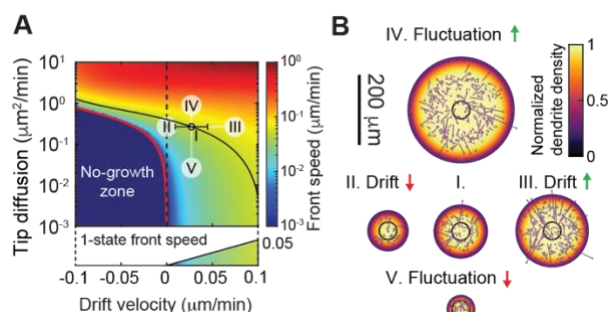 A
Tip diffusion (μm²/min)
10¹
10⁰
10⁻¹
10⁻²
10⁻³
IV
II
III
V
No-growth
zone
1-state front speed
0.05
-0.1
-0.05
0
0.05
0.1
Drift velocity (μm/min)
10⁰
10⁻¹
10⁻²
10⁻³
Front speed (μm/min)
B
IV. Fluctuation ↑
200 μm
Normalized
dendrite density
1
0.5
0
II. Drift ↓
I.
III. Drift ↑
V. Fluctuation ↓